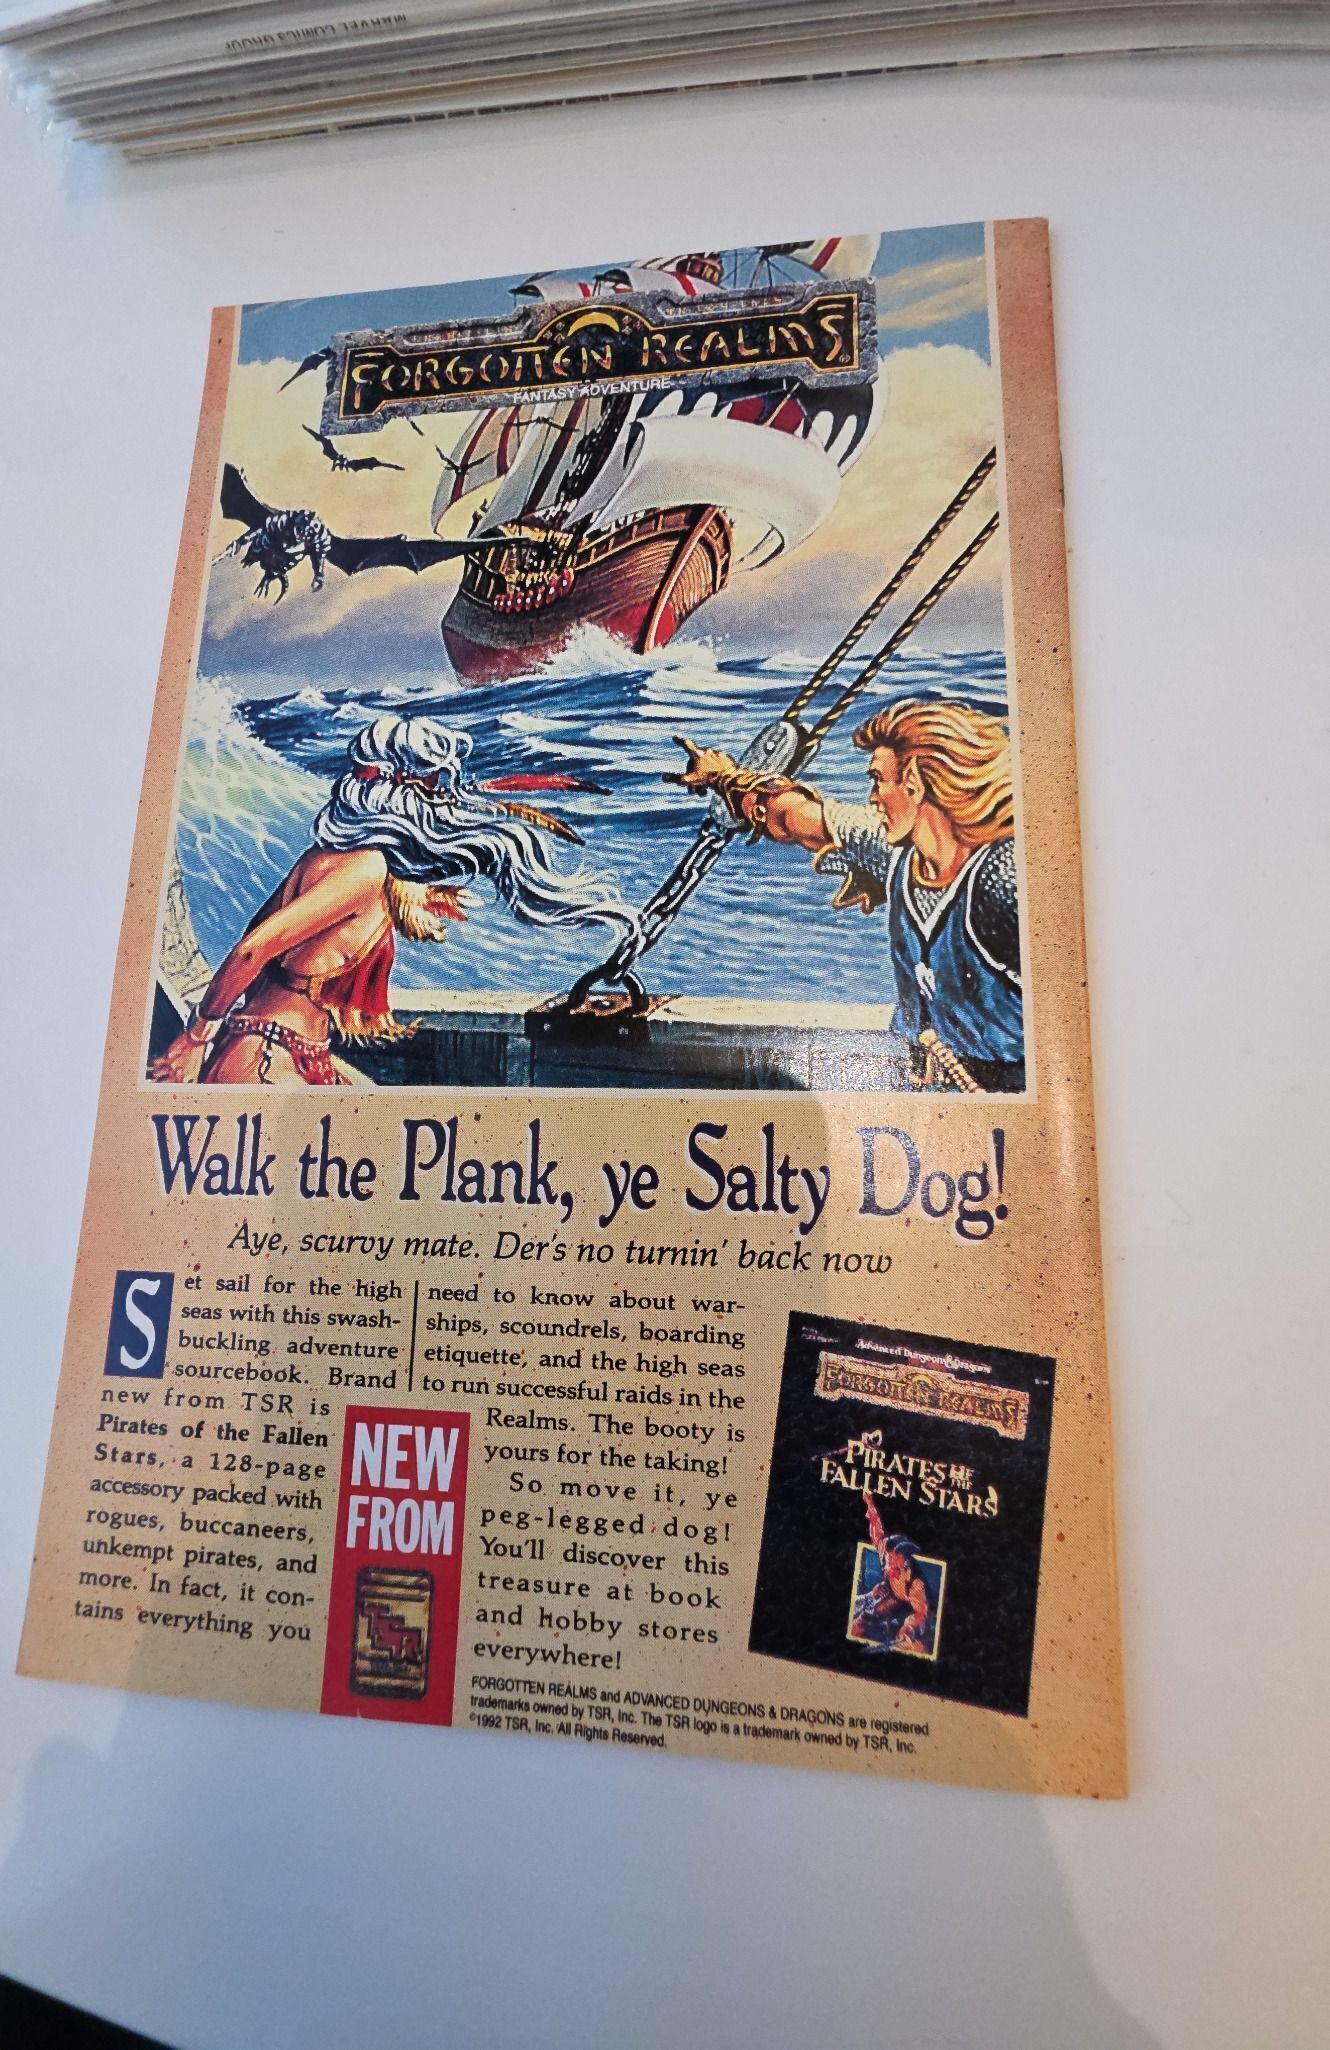 MARVEL COMICS GROUP
FORGOTTEN REALMS
FANTASY ADVENTURE
Walk the Plank, ye Salty Dog!
Aye, scurvy mate. Der's no turnin' back now
Set sail for the high
seas with this swash-
buckling adventure
sourcebook. Brand
new from TSR is
Pirates of the Fallen
Stars, a 128-page
accessory packed with
rogues, buccaneers,
unkempt pirates, and
more. In fact, it con-
tains everything you
need to know about war-
ships, scoundrels, boarding
etiquette, and the high seas
to run successful raids in the
Realms. The booty is
yours for the taking!
So move it, ye
peg-legged dog!
You'll discover this
treasure at book
and hobby stores
everywhere!
NEW
FROM
TSR
Advanced Dungeons & Dragons
FORGOTTEN REALMS
PIRATES OF THE
FALLEN STARS
FORGOTTEN REALMS and ADVANCED DUNGEONS & DRAGONS are registered
trademarks owned by TSR, Inc. The TSR logo is a trademark owned by TSR, Inc.
©1992 TSR, Inc. All Rights Reserved.